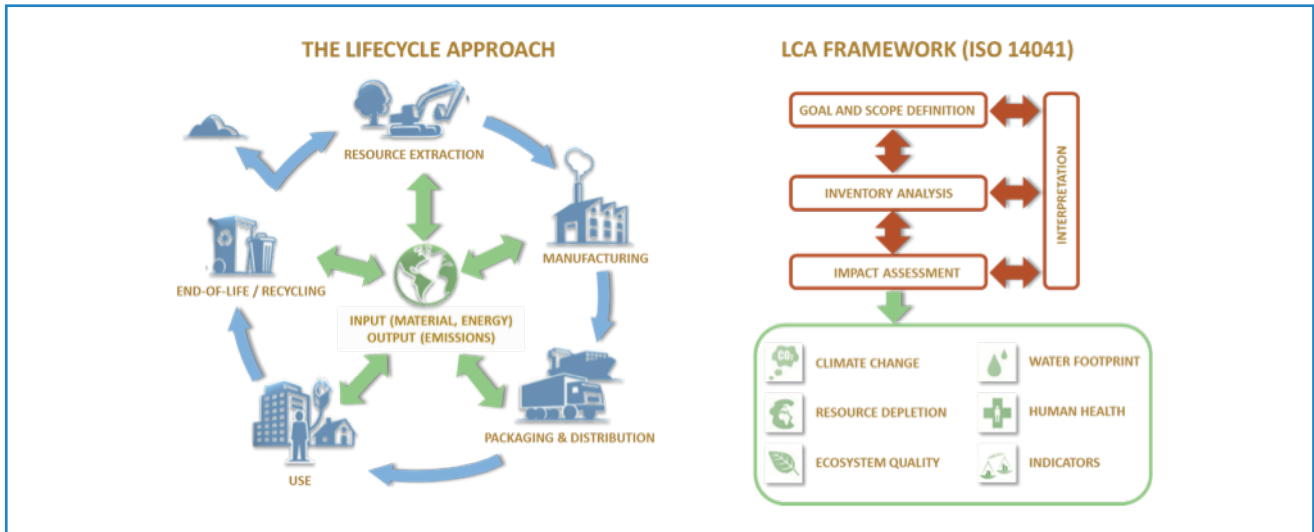 THE LIFECYCLE APPROACH
RESOURCE EXTRACTION
MANUFACTURING
PACKAGING & DISTRIBUTION
USE
END-OF-LIFE / RECYCLING
INPUT (MATERIAL, ENERGY)
OUTPUT (EMISSIONS)
LCA FRAMEWORK (ISO 14041)
GOAL AND SCOPE DEFINITION
INVENTORY ANALYSIS
IMPACT ASSESSMENT
INTERPRETATION
CO₂
CLIMATE CHANGE
WATER FOOTPRINT
RESOURCE DEPLETION
HUMAN HEALTH
ECOSYSTEM QUALITY
INDICATORS